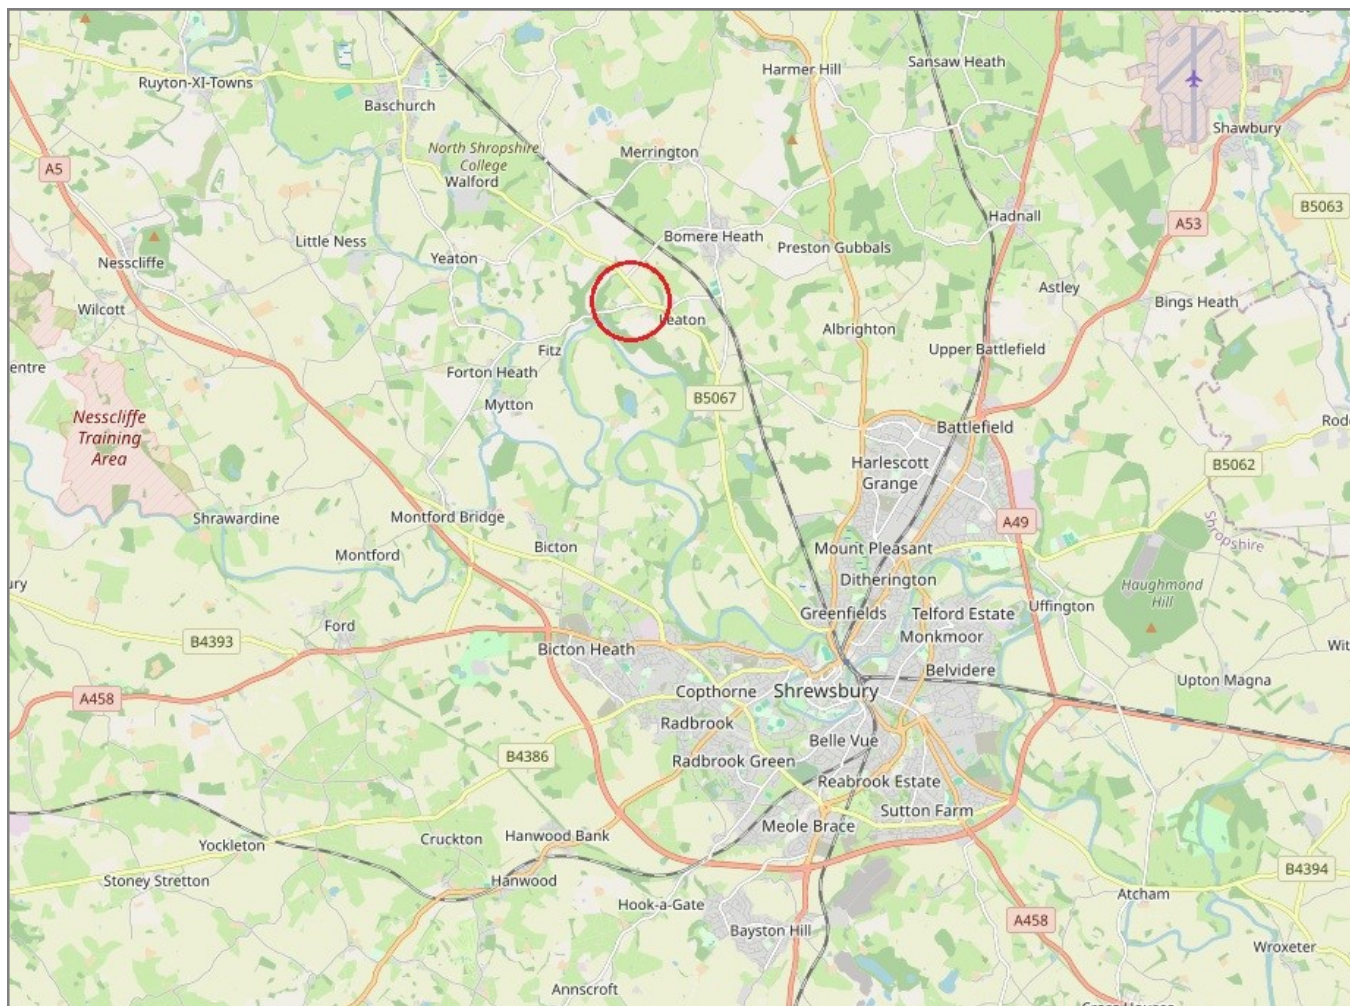 Harmer Hill
Sansaw Heath
Ruyton-XI-Towns
Baschurch
Shawbury
North Shropshire
College
Walford
Merrington
A5
B5063
Hadnall
A53
Little Ness
Bomere Heath
Preston Gubbals
Nesscliffe
Yeaton
Astley
Bings Heath
Wilcott
Leaton
Albrighton
Fitz
Upper Battlefield
entre
Forton Heath
B5067
Mytton
Nesscliffe
Training
Area
Battlefield
Rod
Harlescott
Grange
B5062
Shrawardine
Montford Bridge
A49
Shropshire
Bicton
Mount Pleasant
Montford
Ditherington
ury
Haughmond
Hill
Greenfields
Telford Estate
Uffington
Ford
B4393
Monkmoor
Bicton Heath
Wit
Belvidere
Upton Magna
A458
Copthorne
Shrewsbury
Radbrook
Belle Vue
B4386
Radbrook Green
Reabrook Estate
Sutton Farm
Meole Brace
Cruckton
Hanwood Bank
Yockleton
B4394
Stoney Stretton
Hanwood
Atcham
Hook-a-Gate
A458
Bayston Hill
Wroxeter
Annscroft